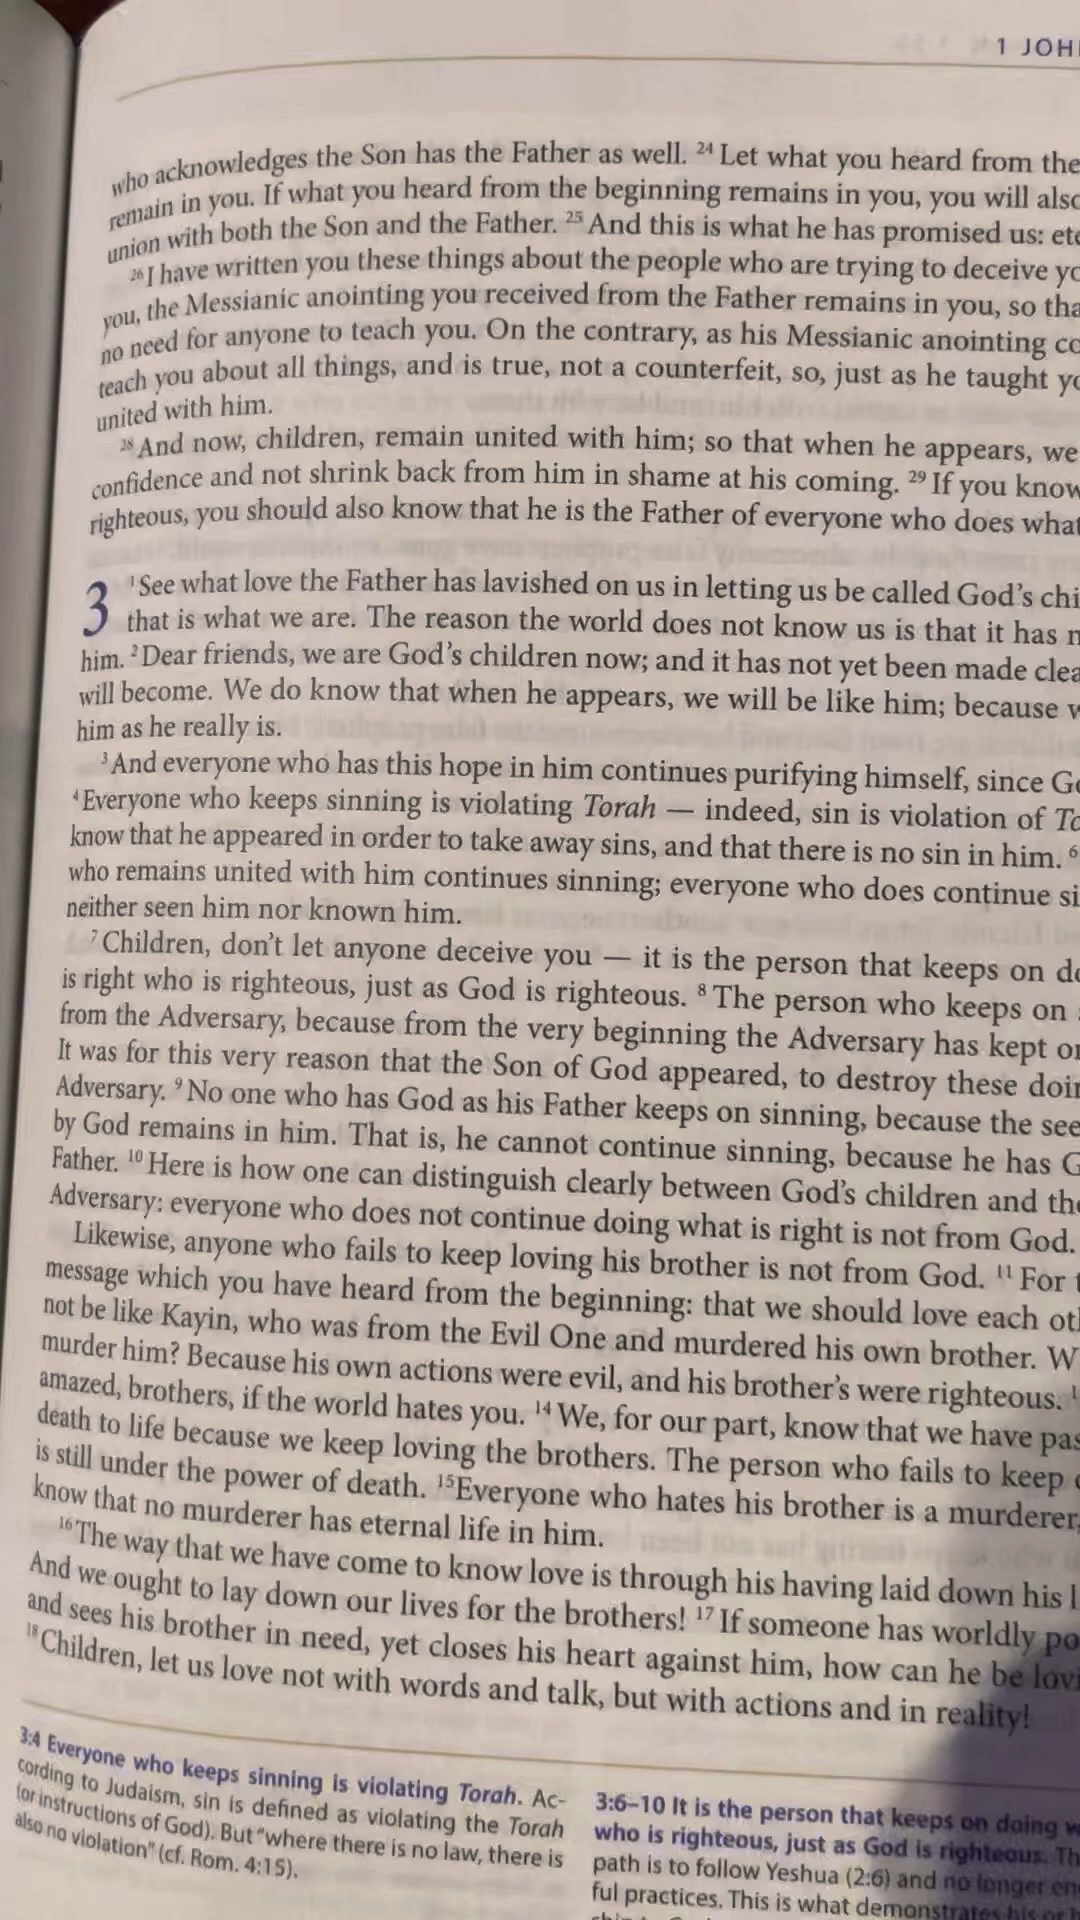 1 JOH
who acknowledges the Son has the Father as well. 24 Let what you heard from the
remain in you. If what you heard from the beginning remains in you, you will also
union with both the Son and the Father. 25 And this is what he has promised us: ete
26 I have written you these things about the people who are trying to deceive yo
you, the Messianic anointing you received from the Father remains in you, so tha
no need for anyone to teach you. On the contrary, as his Messianic anointing co
teach you about all things, and is true, not a counterfeit, so, just as he taught yo
united with him.
28 And now, children, remain united with him; so that when he appears, we
confidence and not shrink back from him in shame at his coming. 29 If you know
righteous, you should also know that he is the Father of everyone who does what
3 1 See what love the Father has lavished on us in letting us be called God's chi
that is what we are. The reason the world does not know us is that it has n
him. 2 Dear friends, we are God's children now; and it has not yet been made clea
will become. We do know that when he appears, we will be like him; because w
him as he really is.
3 And everyone who has this hope in him continues purifying himself, since Go
4 Everyone who keeps sinning is violating Torah — indeed, sin is violation of To
know that he appeared in order to take away sins, and that there is no sin in him. 6
who remains united with him continues sinning; everyone who does continue si
neither seen him nor known him.
7 Children, don't let anyone deceive you — it is the person that keeps on do
is right who is righteous, just as God is righteous. 8 The person who keeps on
from the Adversary, because from the very beginning the Adversary has kept on
It was for this very reason that the Son of God appeared, to destroy these doin
Adversary. 9 No one who has God as his Father keeps on sinning, because the see
by God remains in him. That is, he cannot continue sinning, because he has G
Father. 10 Here is how one can distinguish clearly between God's children and the
Adversary: everyone who does not continue doing what is right is not from God.
Likewise, anyone who fails to keep loving his brother is not from God. 11 For t
message which you have heard from the beginning: that we should love each oth
not be like Kayin, who was from the Evil One and murdered his own brother. W
murder him? Because his own actions were evil, and his brother's were righteous. 1
amazed, brothers, if the world hates you. 14 We, for our part, know that we have pas
death to life because we keep loving the brothers. The person who fails to keep
is still under the power of death. 15 Everyone who hates his brother is a murderer,
know that no murderer has eternal life in him.
16 The way that we have come to know love is through his having laid down his l
And we ought to lay down our lives for the brothers! 17 If someone has worldly po
and sees his brother in need, yet closes his heart against him, how can he be lovi
18 Children, let us love not with words and talk, but with actions and in reality!
3:4 Everyone who keeps sinning is violating Torah. Ac-
cording to Judaism, sin is defined as violating the Torah
(or instructions of God). But "where there is no law, there is
also no violation" (cf. Rom. 4:15).
3:6–10 It is the person that keeps on doing w
who is righteous, just as God is righteous. Th
path is to follow Yeshua (2:6) and no longer en
ful practices. This is what demonstrates his or h